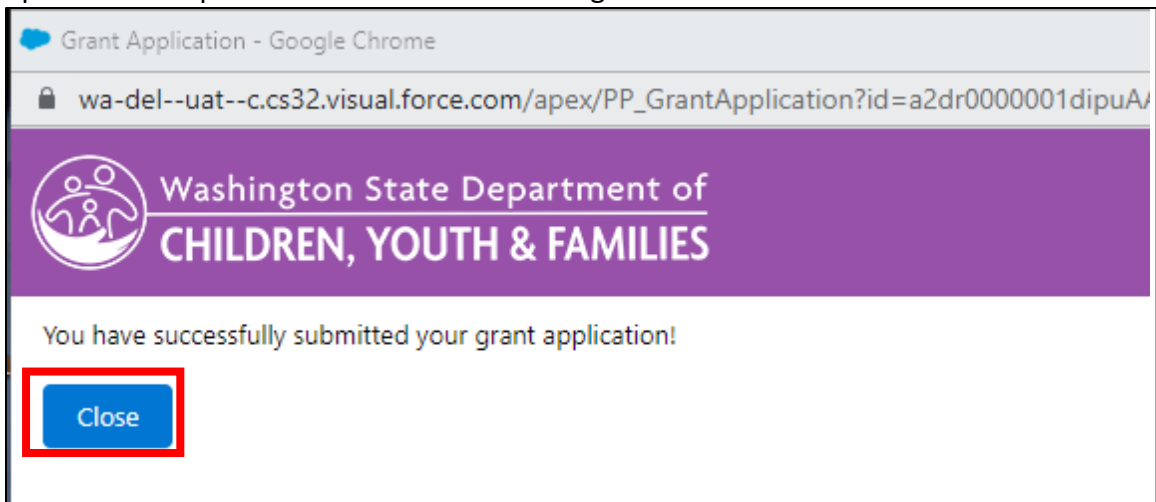 Grant Application - Google Chrome
wa-del--uat--c.cs32.visual.force.com/apex/PP_GrantApplication?id=a2dr0000001dipuA
Washington State Department of
CHILDREN, YOUTH & FAMILIES
You have successfully submitted your grant application!
Close